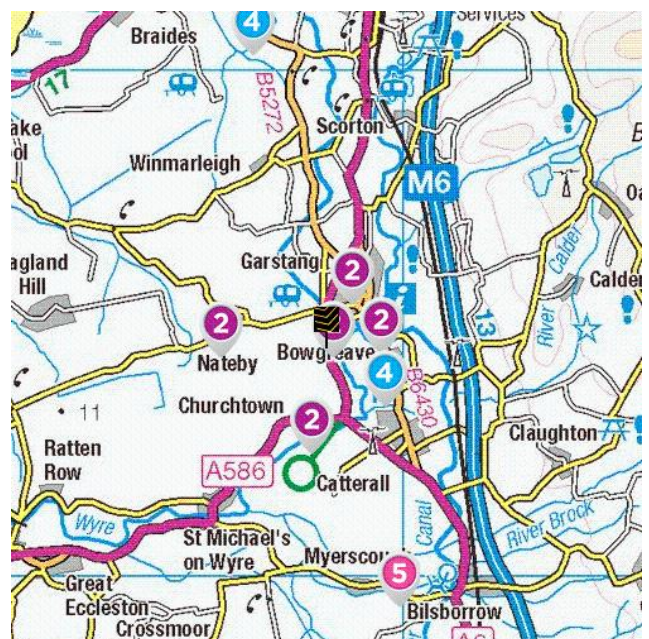 Braides
4
Services
17
B5272
Scorton
Winmarleigh
M6
Garstang
2
Hill
Calder
River
2
2
13
Nateby
Bowgreave
4
B6430
11
Churchtown
2
Claughton
Ratten
Row
A586
Catterall
Wyre
St Michael's
on Wyre
Canal
River Brock
5
Great
Eccleston
Bilsborrow
Crossmoor